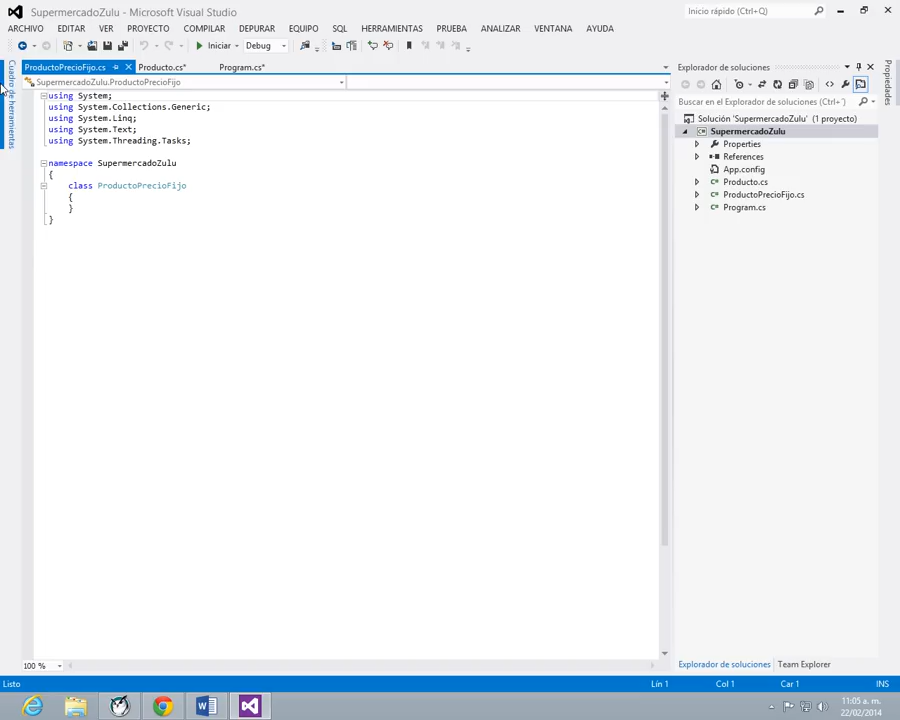 SupermercadoZulu - Microsoft Visual Studio
Inicio rápido (Ctrl+Q)
ARCHIVO EDITAR VER PROYECTO COMPILAR DEPURAR EQUIPO SQL HERRAMIENTAS PRUEBA ANALIZAR VENTANA AYUDA
Iniciar Debug
ProductoPrecioFijo.cs Producto.cs* Program.cs*
SupermercadoZulu.ProductoPrecioFijo
Cuadro de herramientas
using System;
using System.Collections.Generic;
using System.Linq;
using System.Text;
using System.Threading.Tasks;
namespace SupermercadoZulu
{
class ProductoPrecioFijo
{
}
}
100 %
Explorador de soluciones
Buscar en el Explorador de soluciones (Ctrl+')
Solución 'SupermercadoZulu' (1 proyecto)
SupermercadoZulu
Properties
References
App.config
Producto.cs
ProductoPrecioFijo.cs
Program.cs
Explorador de soluciones Team Explorer
Propiedades
Listo Lín 1 Col 1 Car 1 INS
11:05 a. m.
22/02/2014